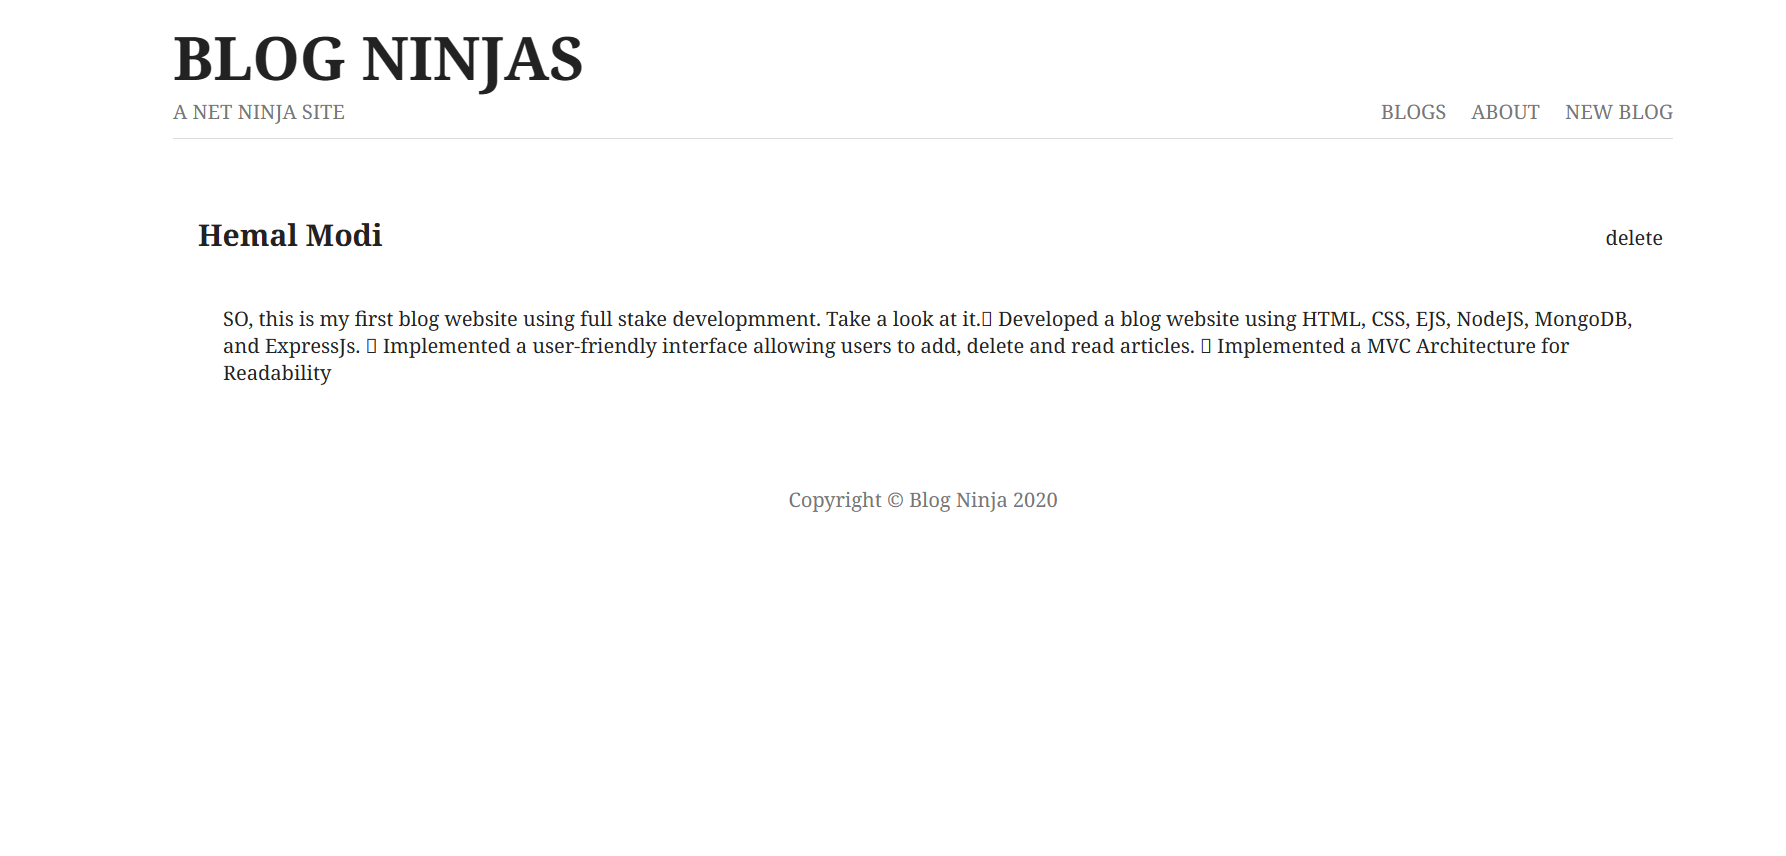 BLOG NINJAS
A NET NINJA SITE
BLOGS ABOUT NEW BLOG
Hemal Modi
delete
SO, this is my first blog website using full stake developmment. Take a look at it. Developed a blog website using HTML, CSS, EJS, NodeJS, MongoDB,
and ExpressJs.  Implemented a user-friendly interface allowing users to add, delete and read articles.  Implemented a MVC Architecture for
Readability
Copyright © Blog Ninja 2020